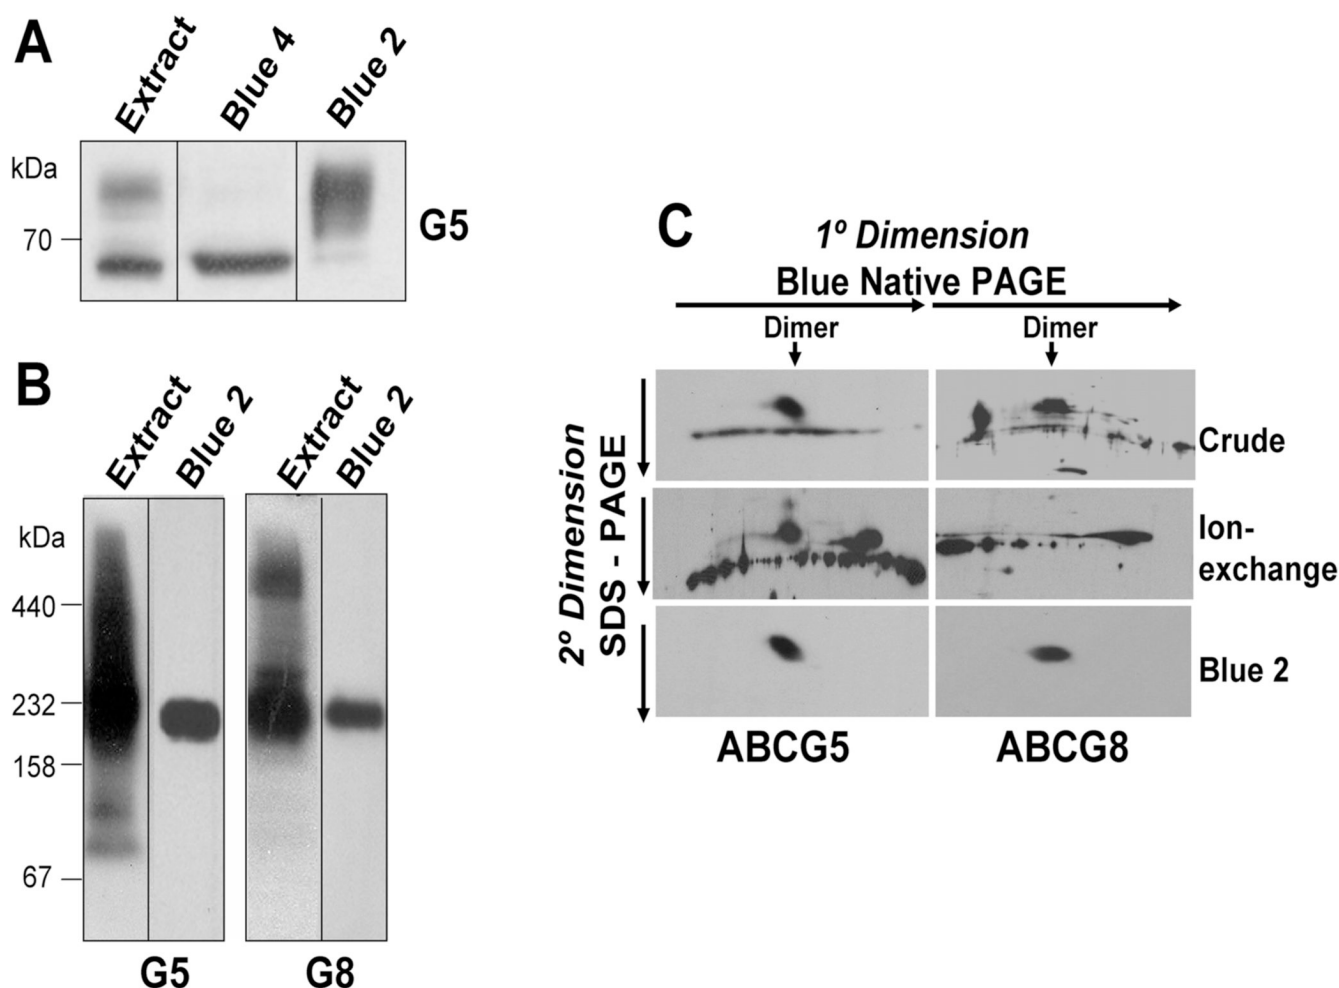 A
Extract
Blue 4
Blue 2
kDa
70
G5
B
Extract
Blue 2
Extract
Blue 2
kDa
440
232
158
67
G5
G8
C
1º Dimension
Blue Native PAGE
Dimer
Dimer
2º Dimension
SDS - PAGE
Crude
Ion-
exchange
Blue 2
ABCG5
ABCG8